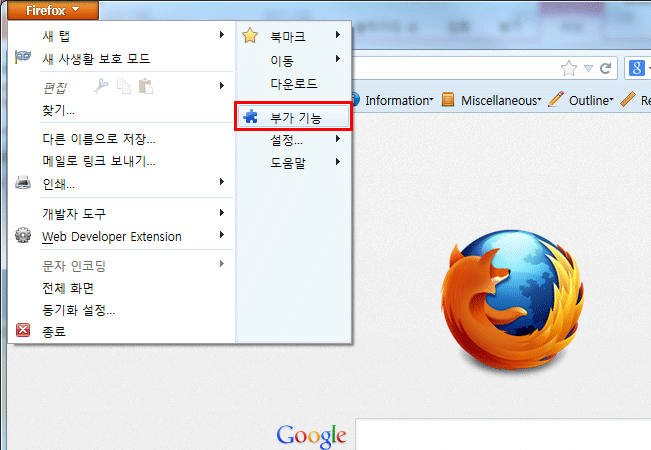 Firefox
새 탭
새 사생활 보호 모드
편집
찾기...
다른 이름으로 저장...
메일로 링크 보내기...
인쇄...
개발자 도구
Web Developer Extension
문자 인코딩
전체 화면
동기화 설정...
종료
북마크
이동
다운로드
부가 기능
설정...
도움말
Information
Miscellaneous
Outline
Google